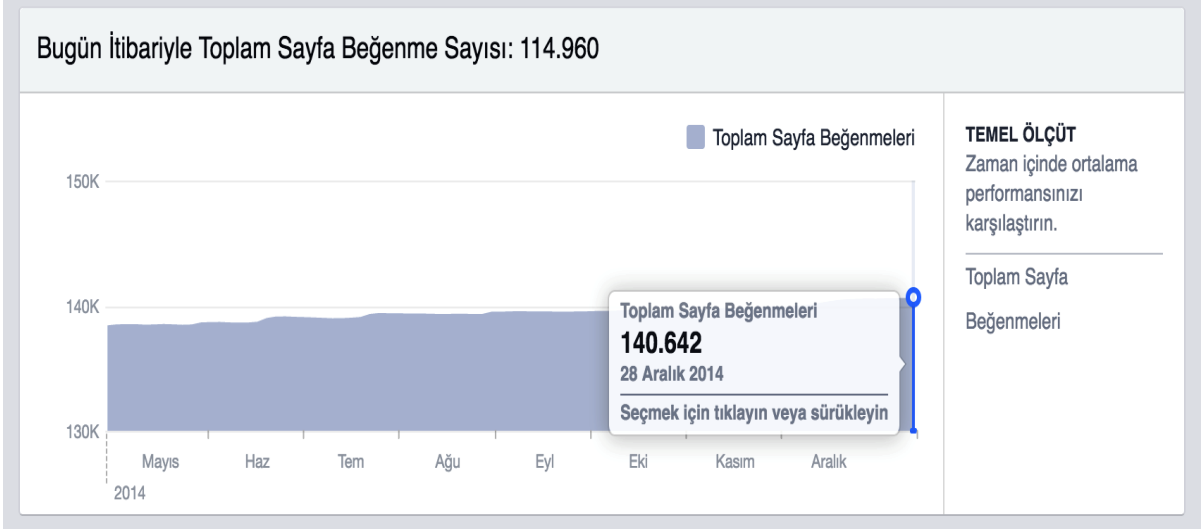 Bugün İtibariyle Toplam Sayfa Beğenme Sayısı: 114.960
Toplam Sayfa Beğenmeleri
150K
140K
130K
Toplam Sayfa Beğenmeleri
140.642
28 Aralık 2014
Seçmek için tıklayın veya sürükleyin
Mayıs Haz Tem Ağu Eyl Eki Kasım Aralık
2014
TEMEL ÖLÇÜT
Zaman içinde ortalama
performansınızı
karşılaştırın.
Toplam Sayfa
Beğenmeleri